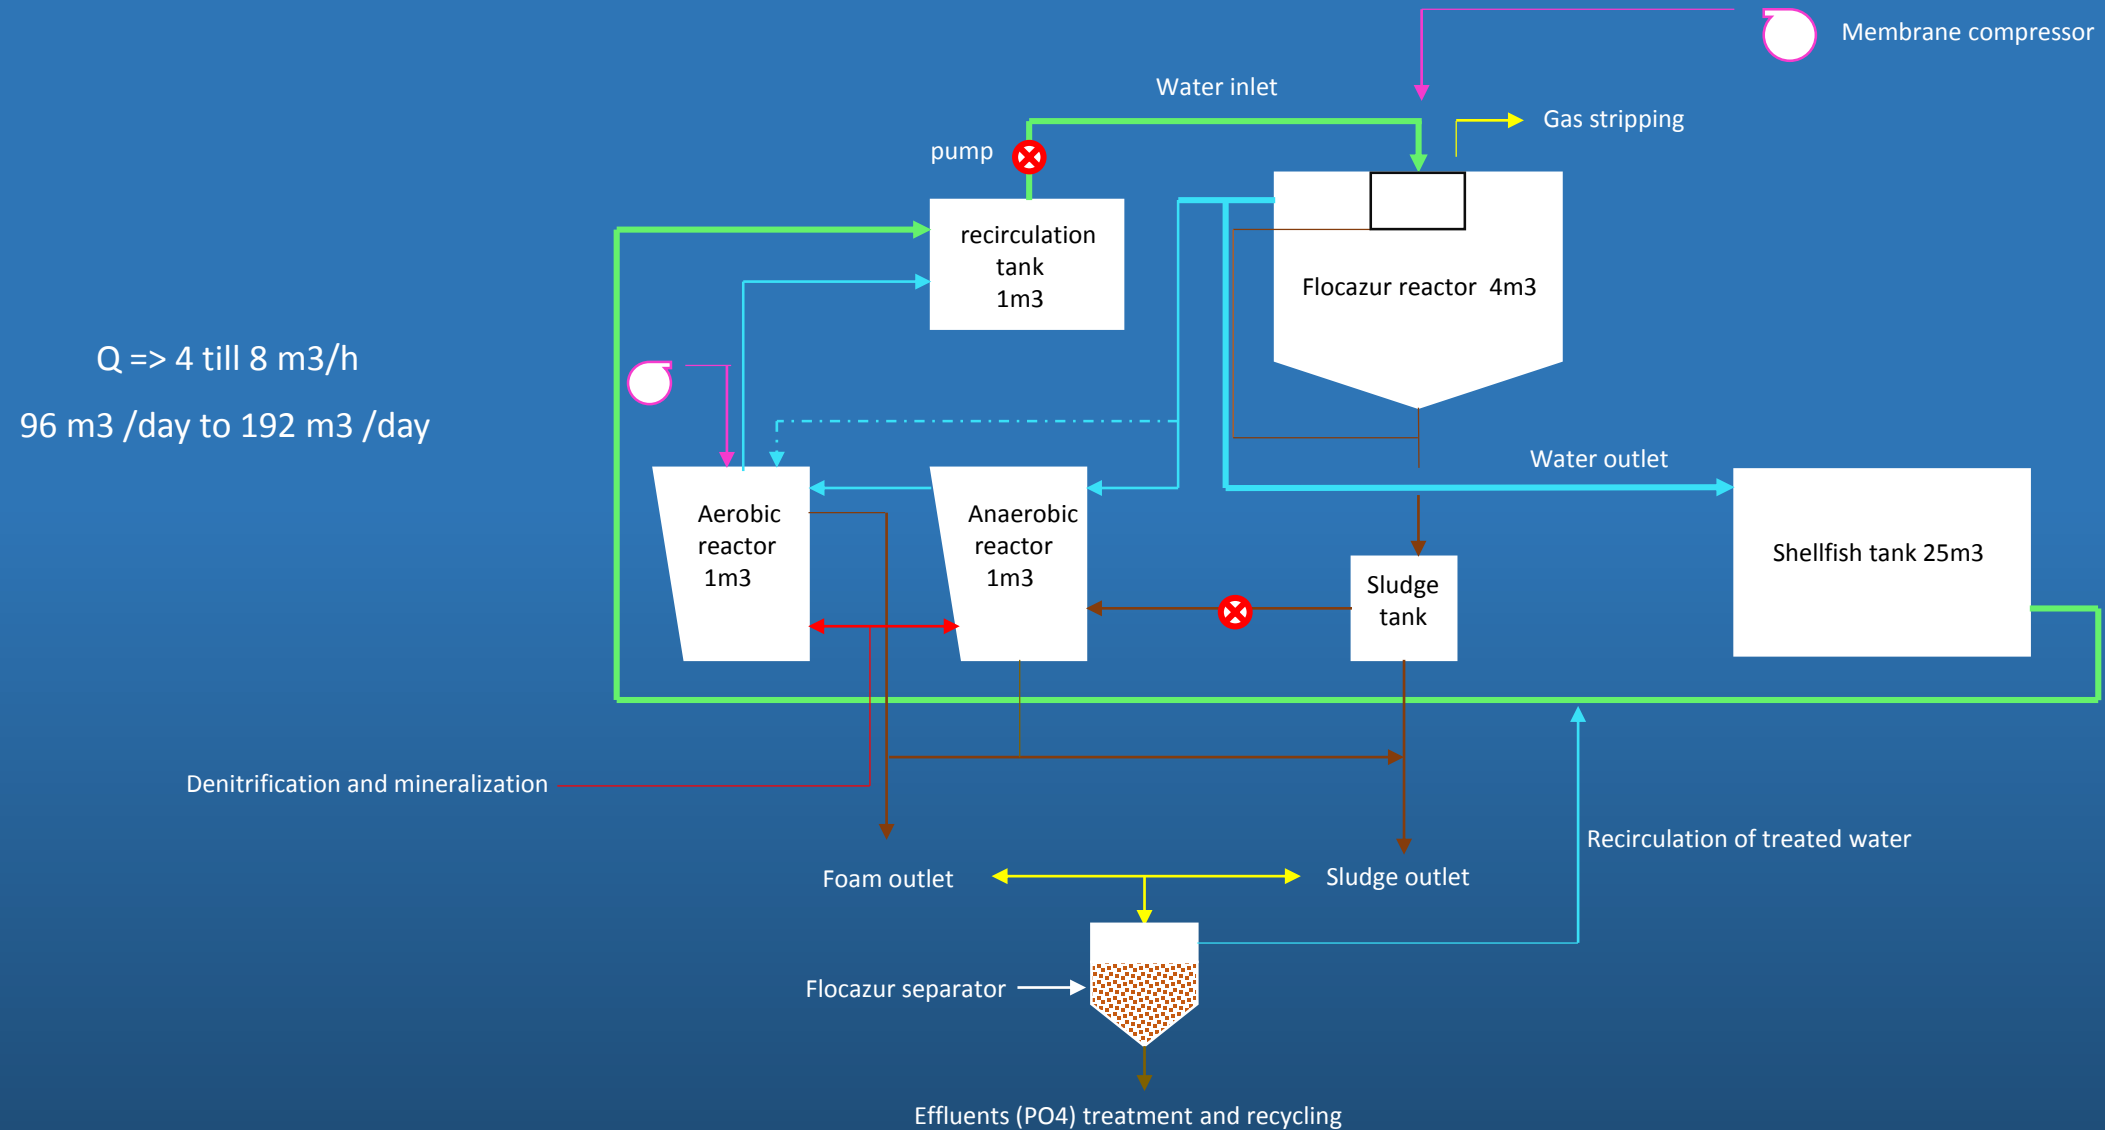 Membrane compressor
Water inlet
Gas stripping
pump
recirculation
tank
1m3
Flocazur reactor 4m3
Q => 4 till 8 m3/h
96 m3 /day to 192 m3 /day
Water outlet
Aerobic
reactor
1m3
Anaerobic
reactor
1m3
Sludge
tank
Shellfish tank 25m3
Denitrification and mineralization
Recirculation of treated water
Foam outlet
Sludge outlet
Flocazur separator
Effluents (PO4) treatment and recycling